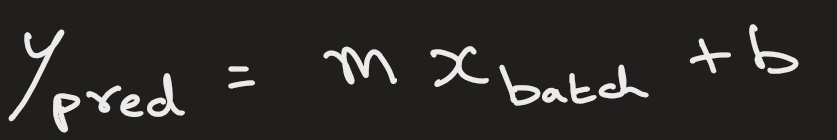 y_pred = m x_batch + b